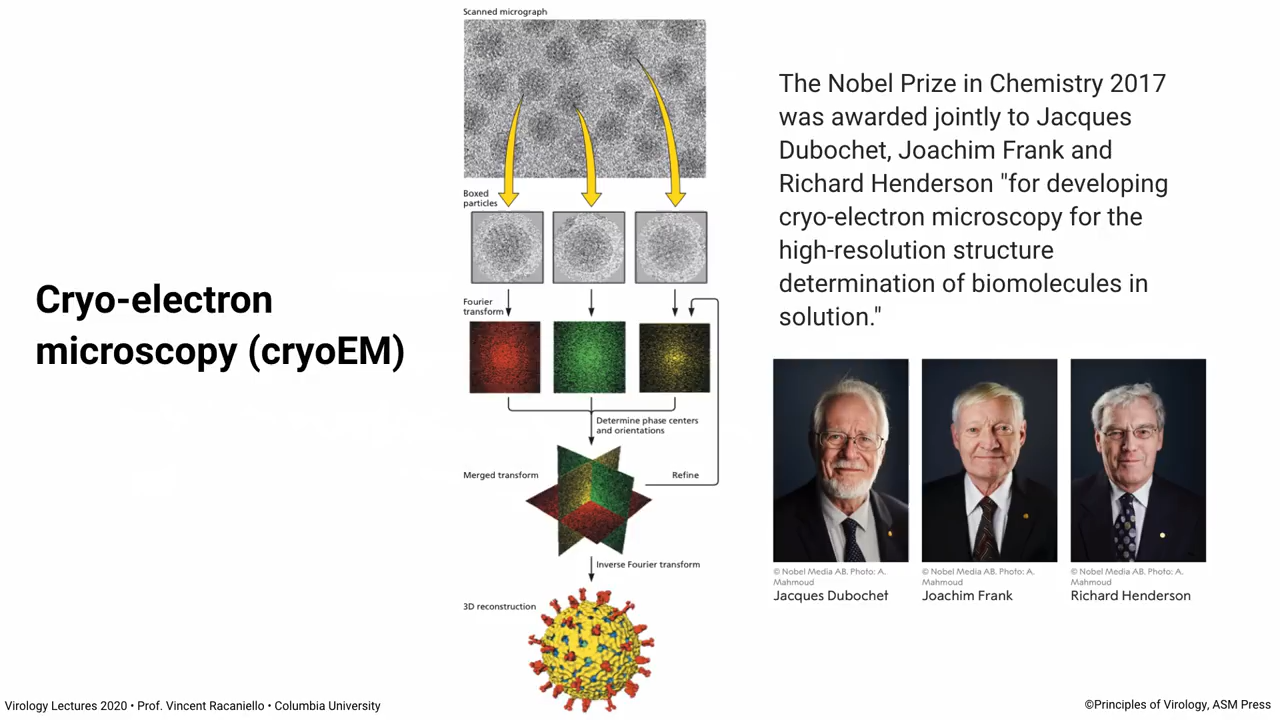 Cryo-electron
microscopy (cryoEM)
Scanned micrograph
Boxed
particles
Fourier
transform
Determine phase centers
and orientations
Merged transform
Refine
Inverse Fourier transform
3D reconstruction
The Nobel Prize in Chemistry 2017
was awarded jointly to Jacques
Dubochet, Joachim Frank and
Richard Henderson "for developing
cryo-electron microscopy for the
high-resolution structure
determination of biomolecules in
solution."
© Nobel Media AB. Photo: A.
Mahmoud
Jacques Dubochet
© Nobel Media AB. Photo: A.
Mahmoud
Joachim Frank
© Nobel Media AB. Photo: A.
Mahmoud
Richard Henderson
Virology Lectures 2020 • Prof. Vincent Racaniello • Columbia University
©Principles of Virology, ASM Press